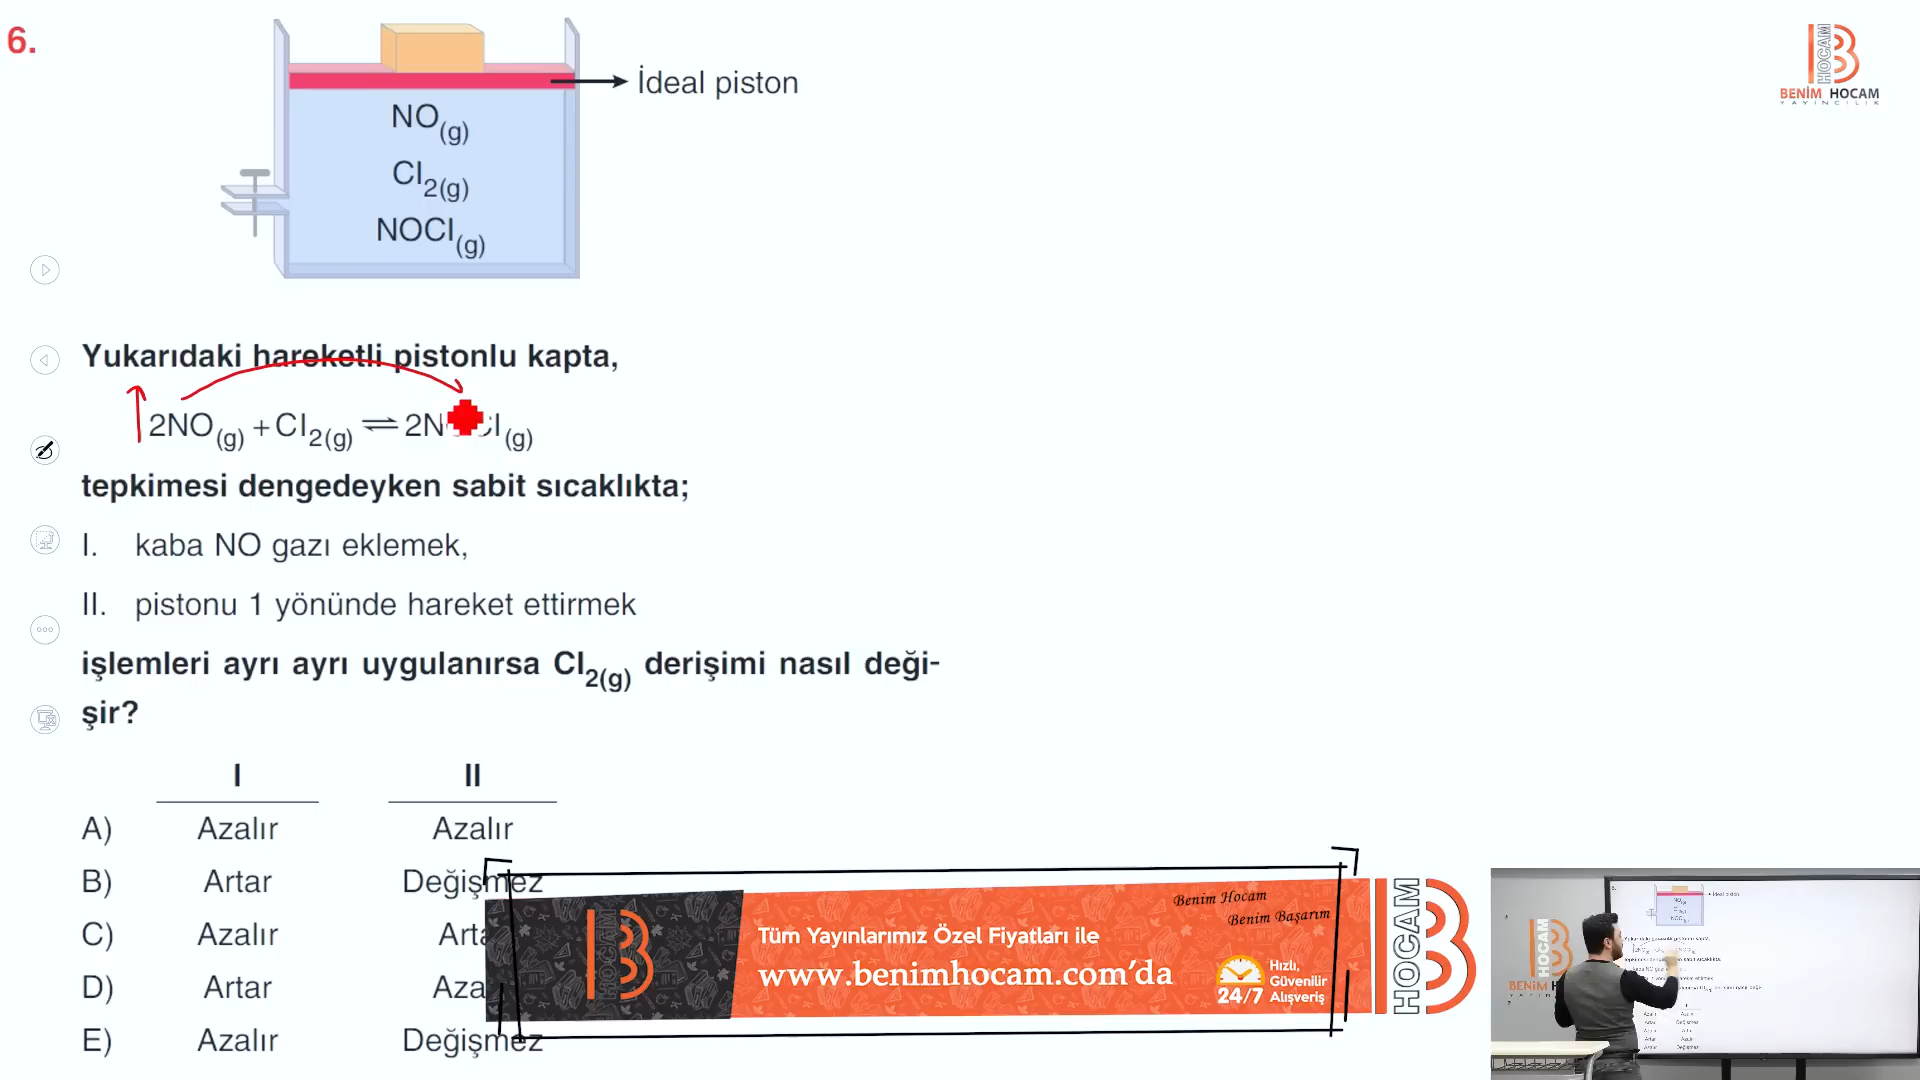 6.
BENİM HOCAM
YAYINCILIK
İdeal piston
NO(g)
Cl2(g)
NOCl(g)
Yukarıdaki hareketli pistonlu kapta,
2NO(g) + Cl2(g) ⇌ 2N Cl(g)
tepkimesi dengedeyken sabit sıcaklıkta;
I. kaba NO gazı eklemek,
II. pistonu 1 yönünde hareket ettirmek
işlemleri ayrı ayrı uygulanırsa Cl2(g) derişimi nasıl deği-
şir?
I II
A) Azalır Azalır
B) Artar Değişmez
C) Azalır Arta
D) Artar Aza
E) Azalır Değişmez
Benim Hocam
Benim Başarım
Tüm Yayınlarımız Özel Fiyatları ile
www.benimhocam.com'da
24/7
Hızlı,
Güvenilir
Alışveriş
HOCAM